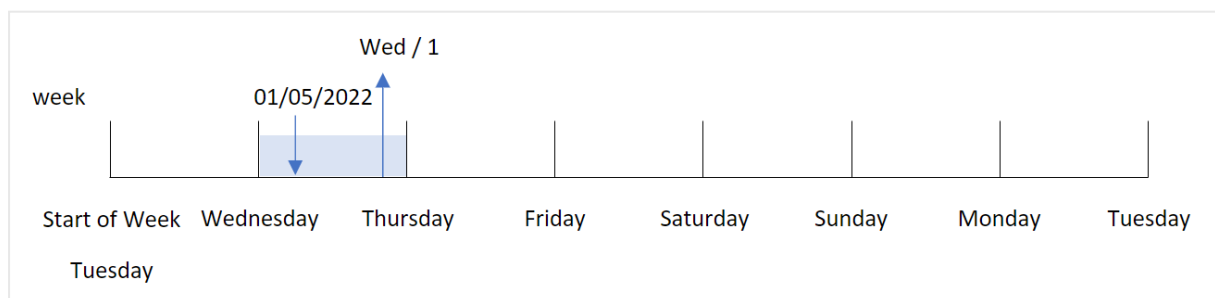 Wed / 1
week
01/05/2022
Start of Week Wednesday Thursday Friday Saturday Sunday Monday Tuesday
Tuesday